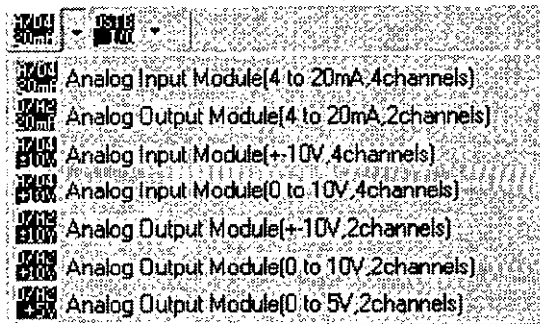 Analog Input Module(4 to 20mA,4channels)
Analog Output Module(4 to 20mA,2channels)
Analog Input Module(+-10V,4channels)
Analog Input Module(0 to 10V,4channels)
Analog Output Module(+-10V,2channels)
Analog Output Module(0 to 10V,2channels)
Analog Output Module(0 to 5V,2channels)